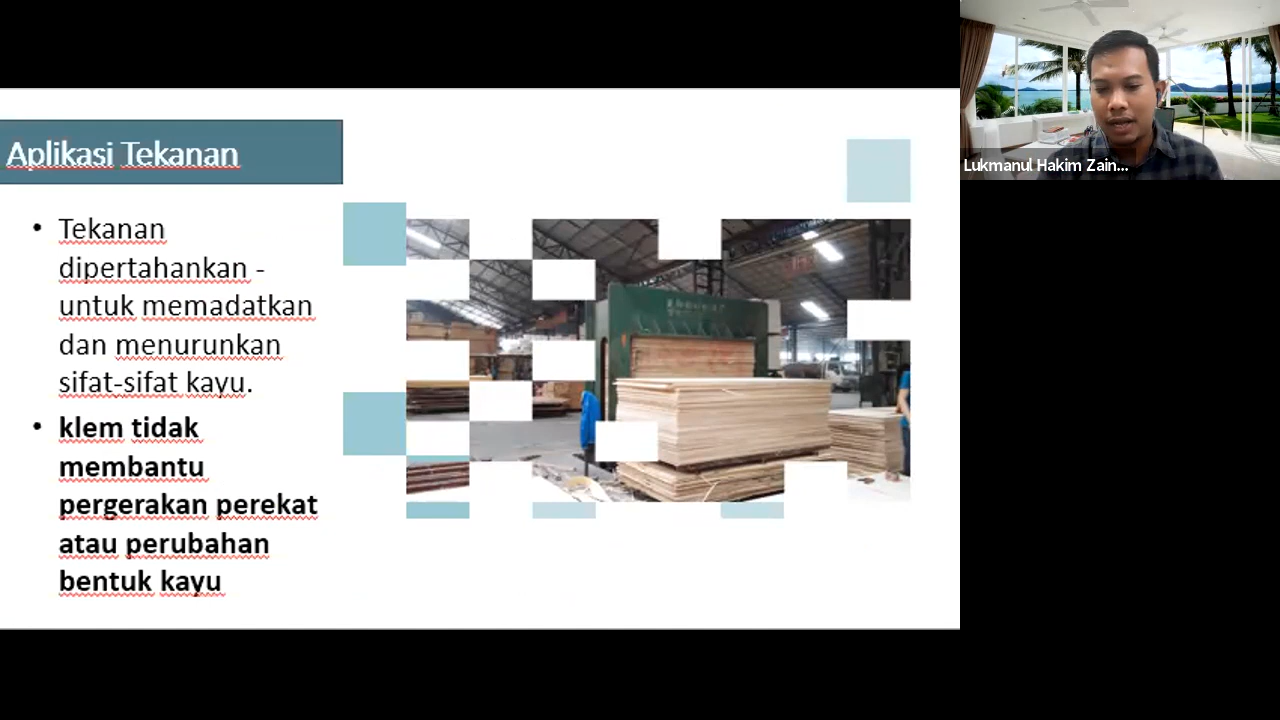 Aplikasi Tekanan
• Tekanan
dipertahankan -
untuk memadatkan
dan menurunkan
sifat-sifat kayu.
• klem tidak
membantu
pergerakan perekat
atau perubahan
bentuk kayu
Lukmanul Hakim Zain...